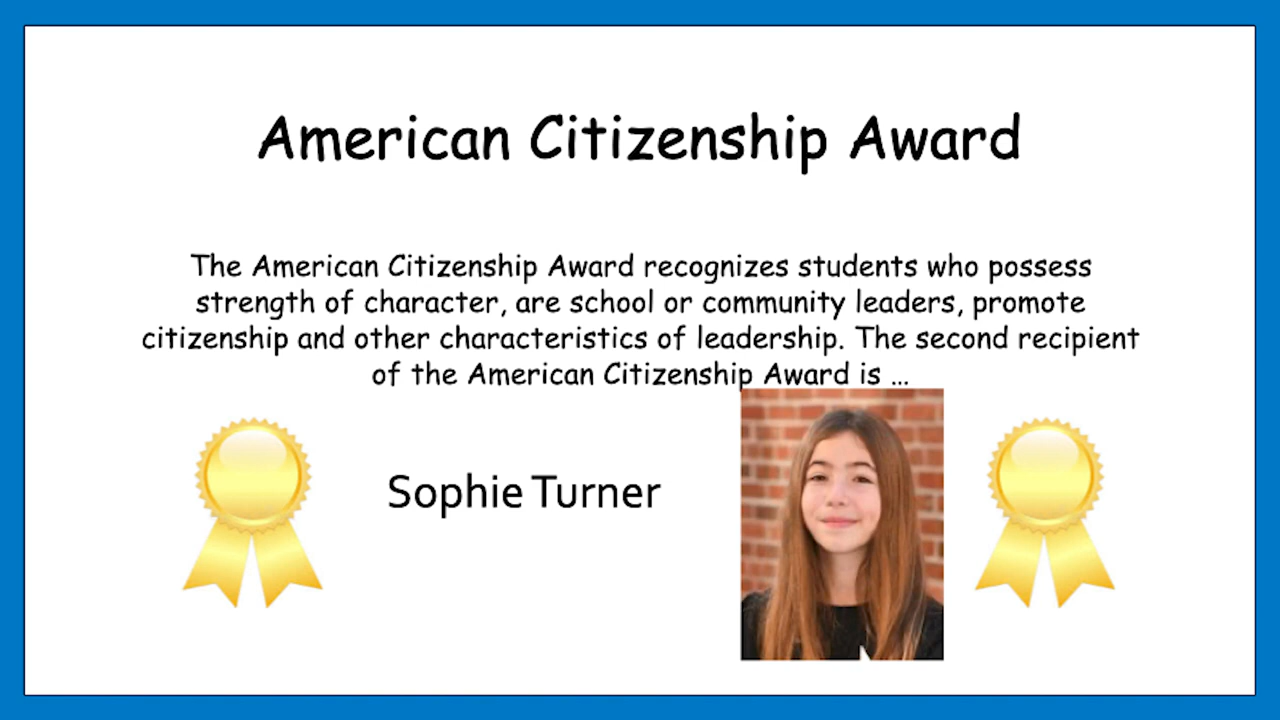 American Citizenship Award
The American Citizenship Award recognizes students who possess
strength of character, are school or community leaders, promote
citizenship and other characteristics of leadership. The second recipient
of the American Citizenship Award is ...
Sophie Turner